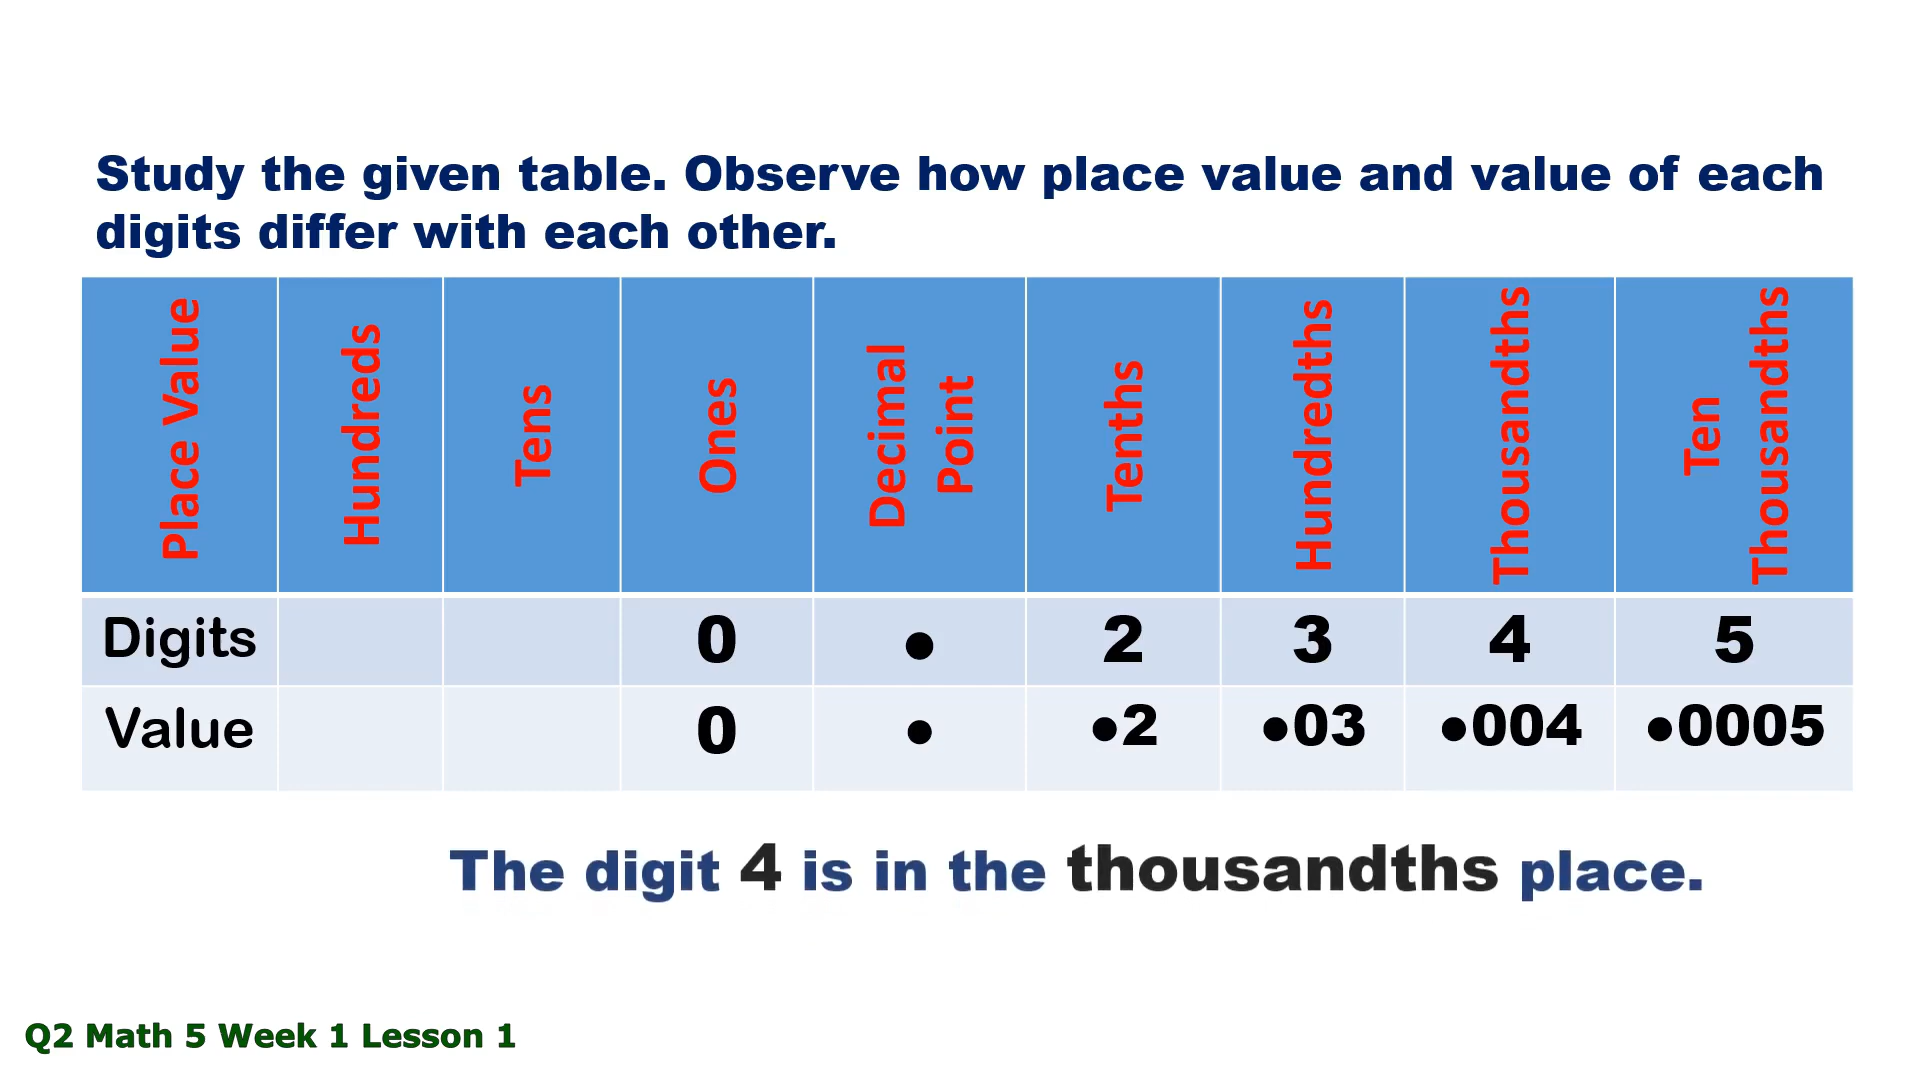 Study the given table. Observe how place value and value of each
digits differ with each other.
Place Value Hundreds Tens Ones Decimal Point Tenths Hundredths Thousandths Ten Thousandths
Digits 0 ● 2 3 4 5
Value 0 ● ●2 ●03 ●004 ●0005
The digit 4 is in the thousandths place.
Q2 Math 5 Week 1 Lesson 1